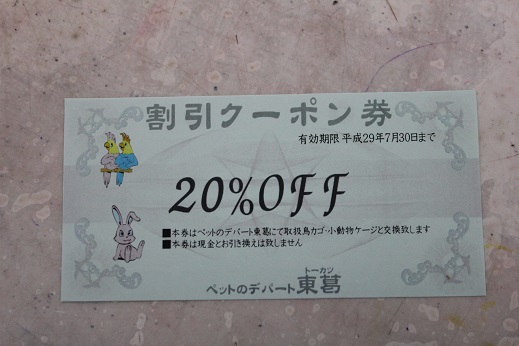 割引クーポン券
有効期限 平成29年7月30日まで
20%OFF
■本券はペットのデパート東葛にて取扱鳥カゴ・小動物ケージと交換致します
■本券は現金とお引き換えは致しません
トーカツ
ペットのデパート東葛